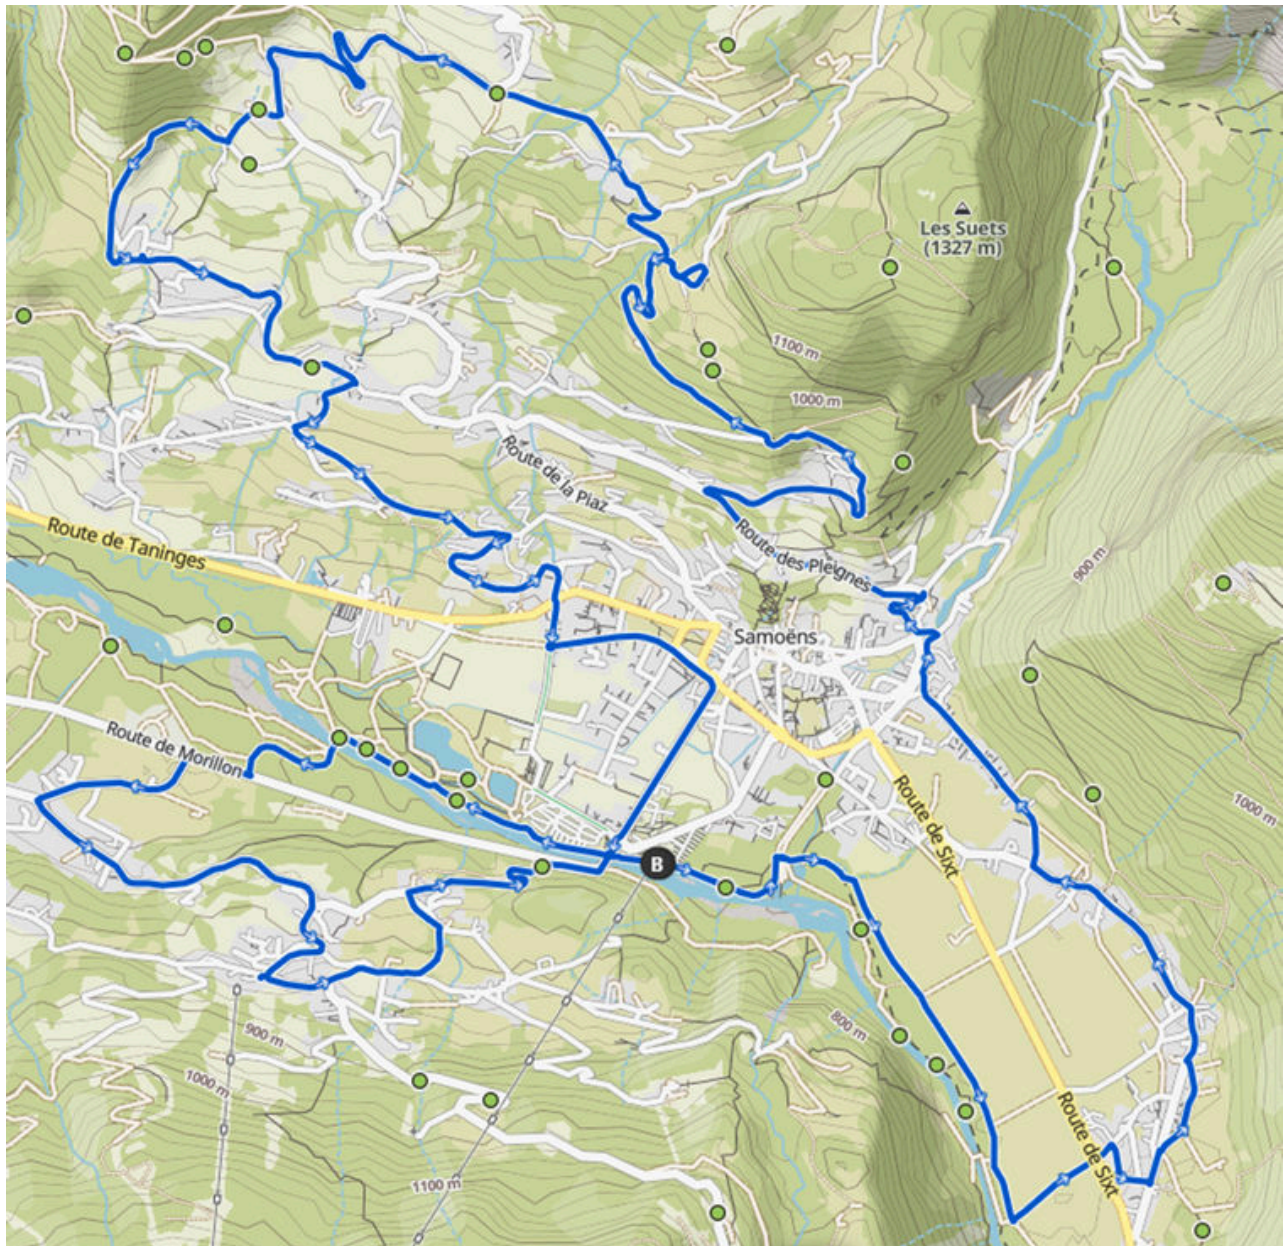 Les Suets
(1327 m)
1100 m
1000 m
Route de la Plaz
Route de Taninges
Route des Pleignes
900 m
Samoëns
Route de Morillon
Route de Sixt
1000 m
B
800 m
900 m
1000 m
Route de Sixt
1100 m